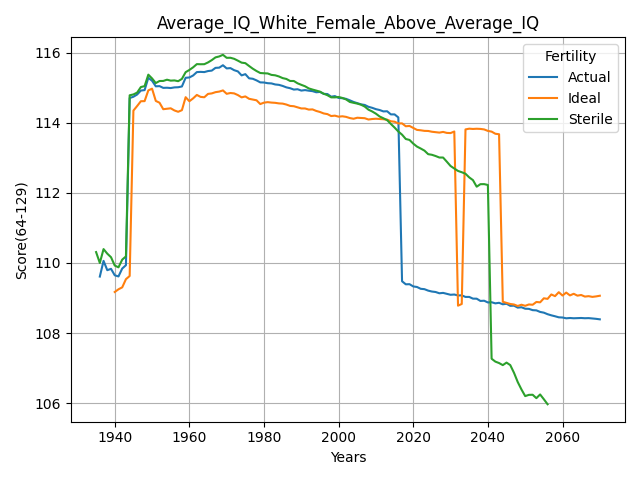 Average_IQ_White_Female_Above_Average_IQ
Fertility
Actual
Ideal
Sterile
Score(64-129)
116
114
112
110
108
106
1940
1960
1980
2000
2020
2040
2060
Years